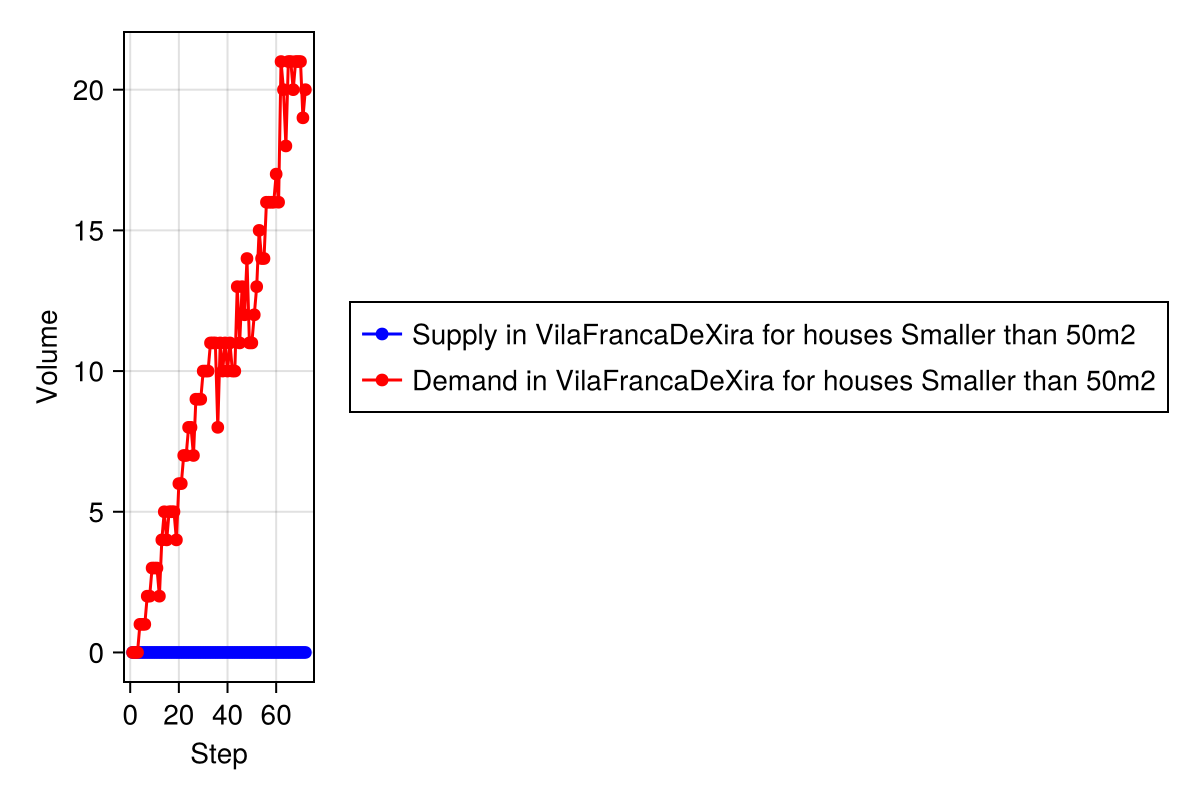 20
15
10
5
0
Volume
0 20 40 60
Step
Supply in VilaFrancaDeXira for houses Smaller than 50m2
Demand in VilaFrancaDeXira for houses Smaller than 50m2